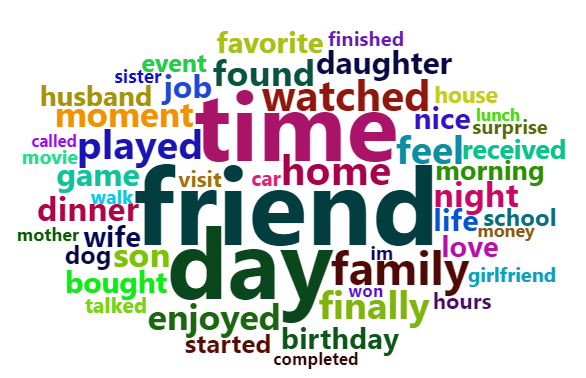 favorite finished
event found daughter
sister job watched house
husband time nice lunch
moment surprise
called played feel received
movie home morning
game visit car
walk friend night
dinner life school
mother wife im money
dog son day family love
bought won girlfriend
talked enjoyed finally hours
started birthday
completed